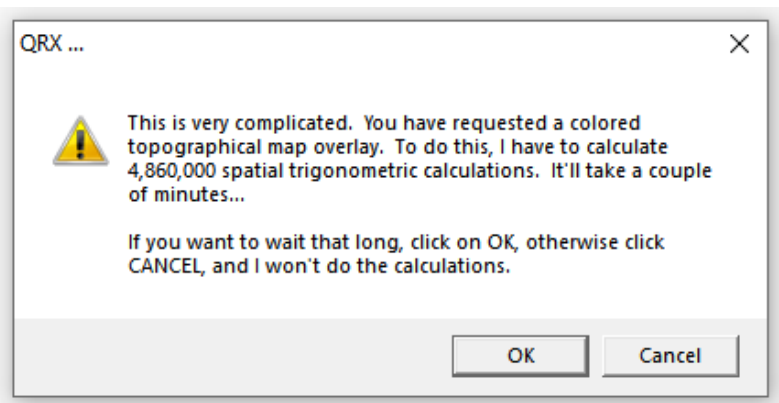 QRX ...
This is very complicated.  You have requested a colored
topographical map overlay.  To do this, I have to calculate
4,860,000 spatial trigonometric calculations.  It'll take a couple
of minutes...
If you want to wait that long, click on OK, otherwise click
CANCEL, and I won't do the calculations.
OK
Cancel